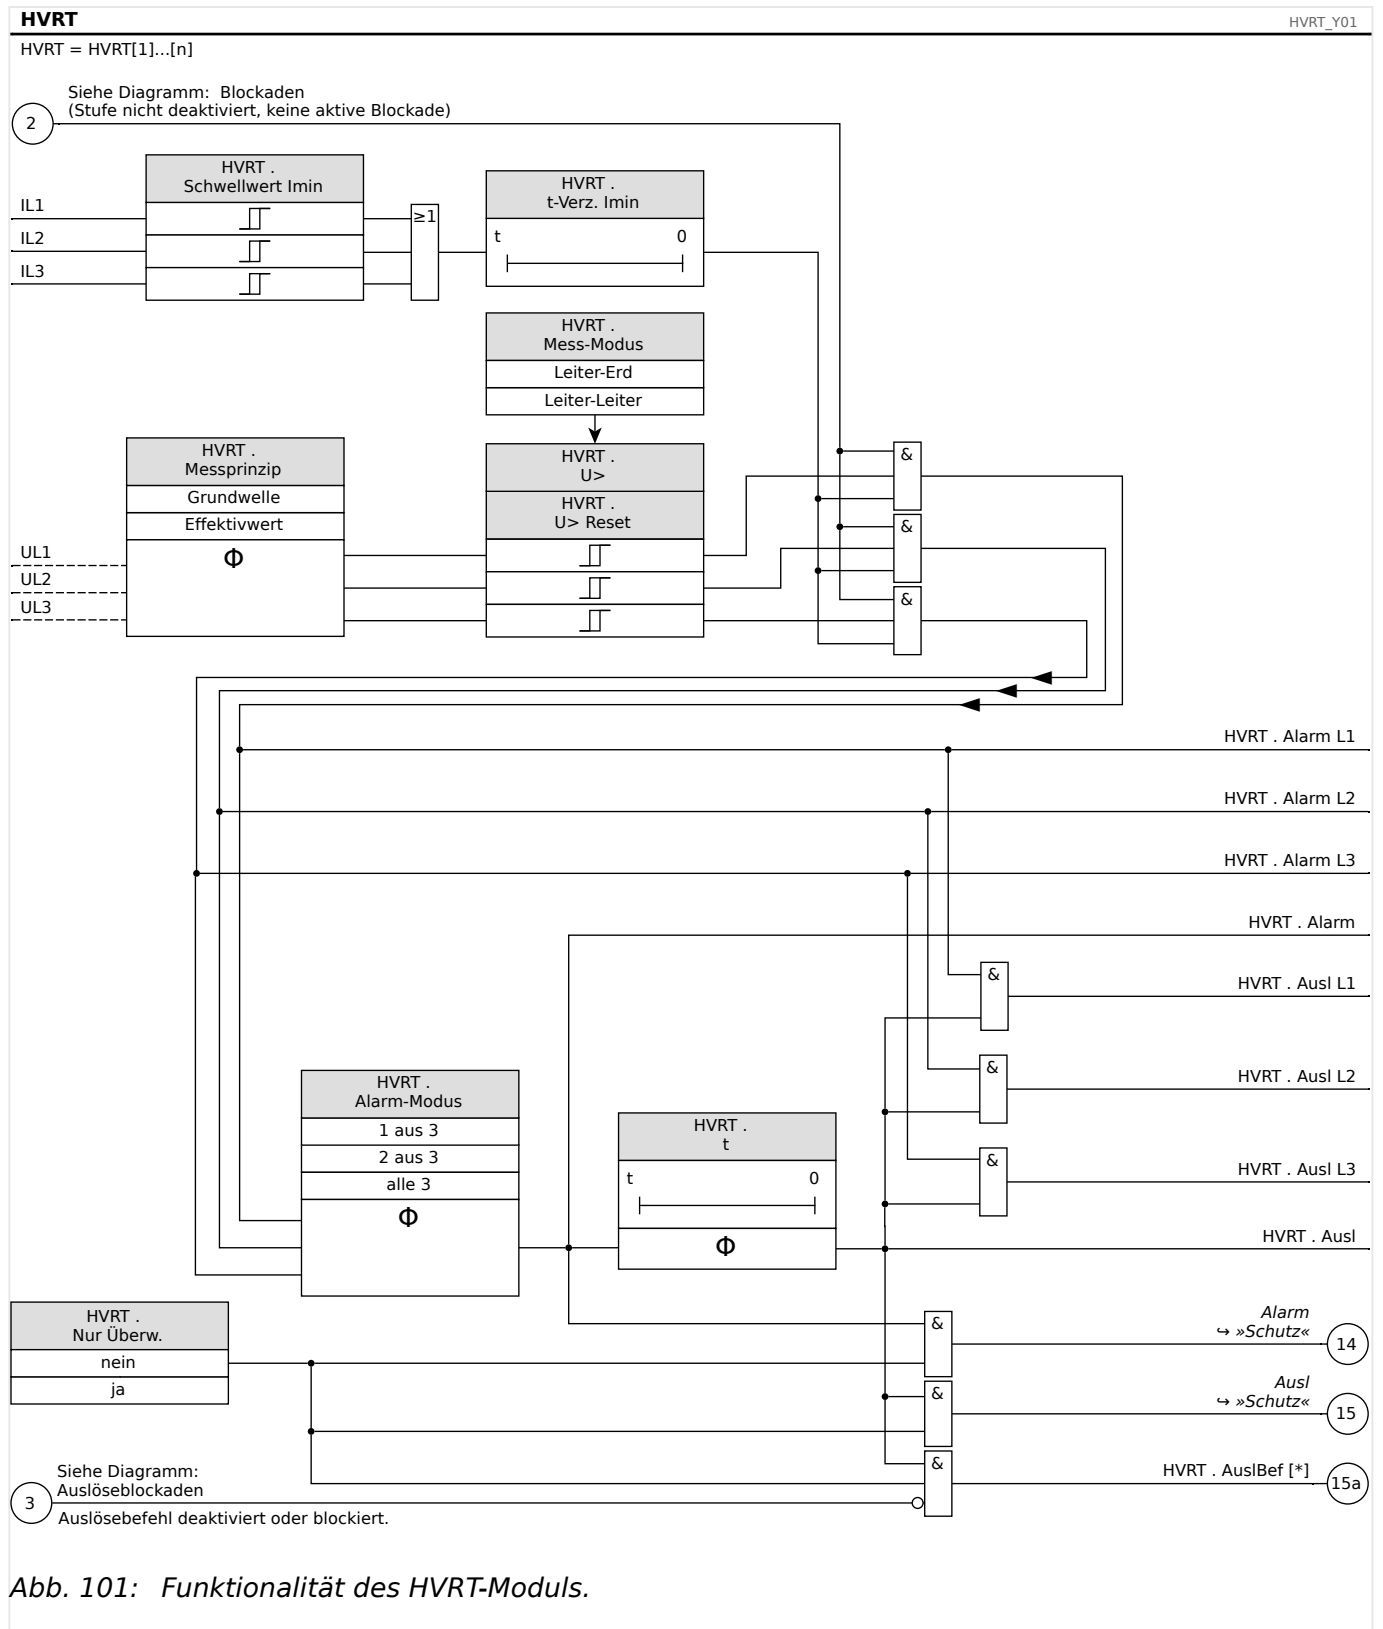 HVRT
HVRT_Y01
HVRT = HVRT[1]...[n]
Siehe Diagramm: Blockaden
(Stufe nicht deaktiviert, keine aktive Blockade)
2
HVRT .
Schwellwert Imin
IL1
IL2
IL3
≥1
HVRT .
t-Verz. Imin
t 0
HVRT .
Mess-Modus
Leiter-Erd
Leiter-Leiter
HVRT .
Messprinzip
Grundwelle
Effektivwert
Φ
UL1
UL2
UL3
HVRT .
U>
HVRT .
U> Reset
&
&
&
HVRT . Alarm L1
HVRT . Alarm L2
HVRT . Alarm L3
HVRT . Alarm
&
HVRT . Ausl L1
&
HVRT . Ausl L2
HVRT .
Alarm-Modus
1 aus 3
2 aus 3
alle 3
Φ
HVRT .
t
t 0
Φ
&
HVRT . Ausl L3
HVRT . Ausl
HVRT .
Nur Überw.
nein
ja
&
Alarm
↪ »Schutz«
14
&
Ausl
↪ »Schutz«
15
&
HVRT . AuslBef [*]
15a
Siehe Diagramm:
Auslöseblockaden
3
Auslösebefehl deaktiviert oder blockiert.
Abb. 101: Funktionalität des HVRT-Moduls.